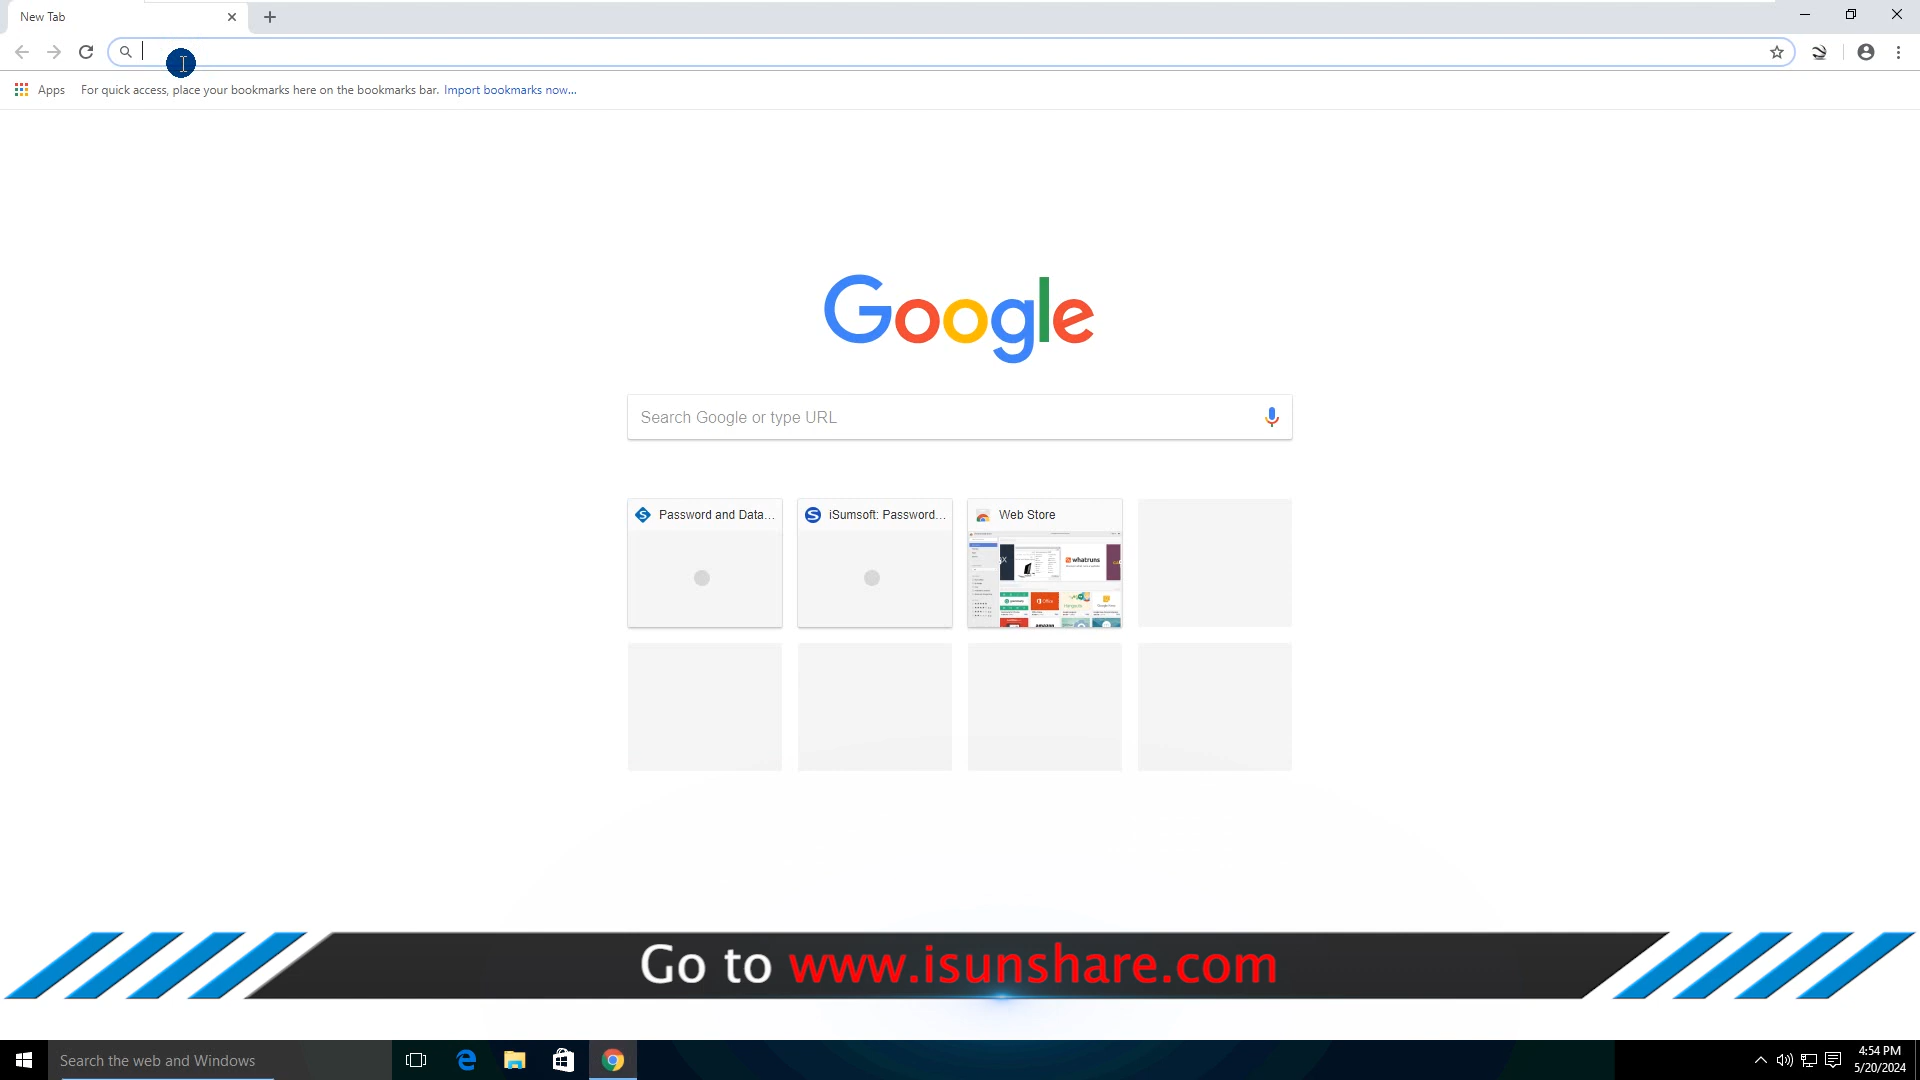 New Tab
Apps For quick access, place your bookmarks here on the bookmarks bar. Import bookmarks now...
Google
Search Google or type URL
Password and Data...
iSumsoft: Password...
Web Store
whatruns
Go to www.isunshare.com
Search the web and Windows
4:54 PM
5/20/2024